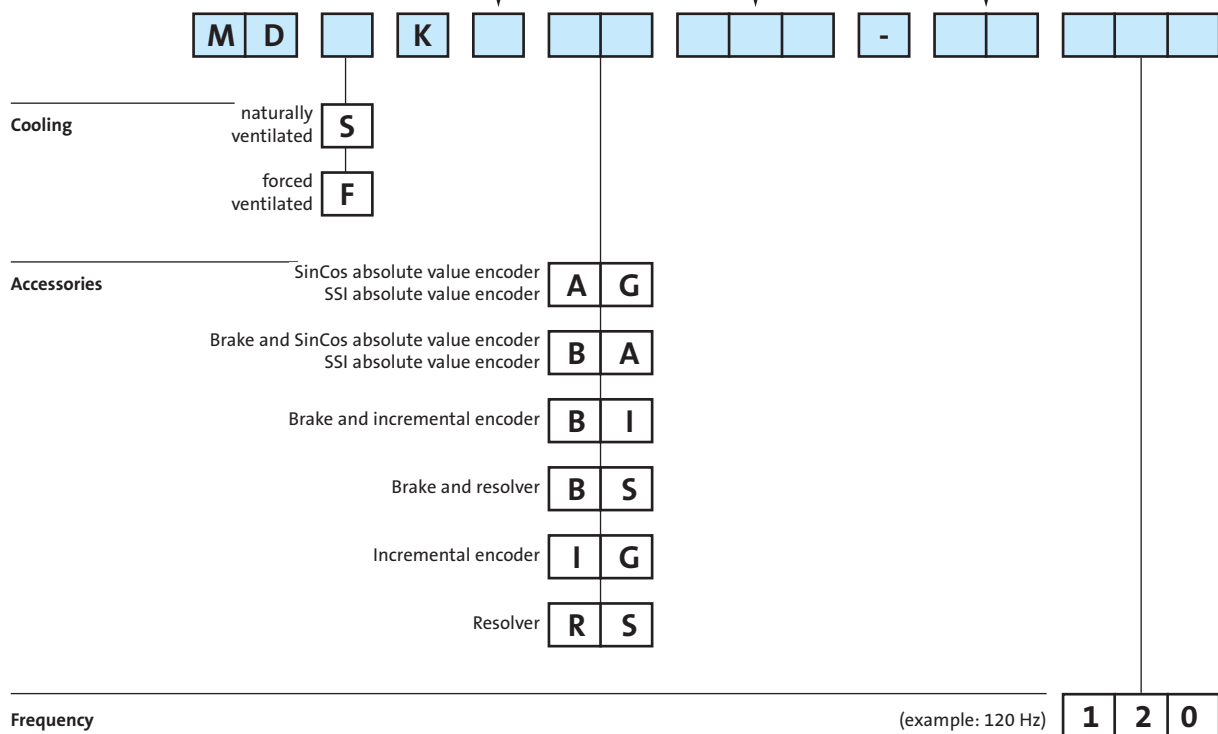 M D K -
Cooling
naturally
ventilated S
forced
ventilated F
Accessories
SinCos absolute value encoder
SSI absolute value encoder A G
Brake and SinCos absolute value encoder
SSI absolute value encoder B A
Brake and incremental encoder B I
Brake and resolver B S
Incremental encoder I G
Resolver R S
Frequency (example: 120 Hz) 1 2 0